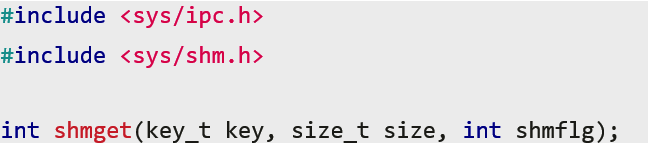 #include <sys/ipc.h>
#include <sys/shm.h>
int shmget(key_t key, size_t size, int shmflg);